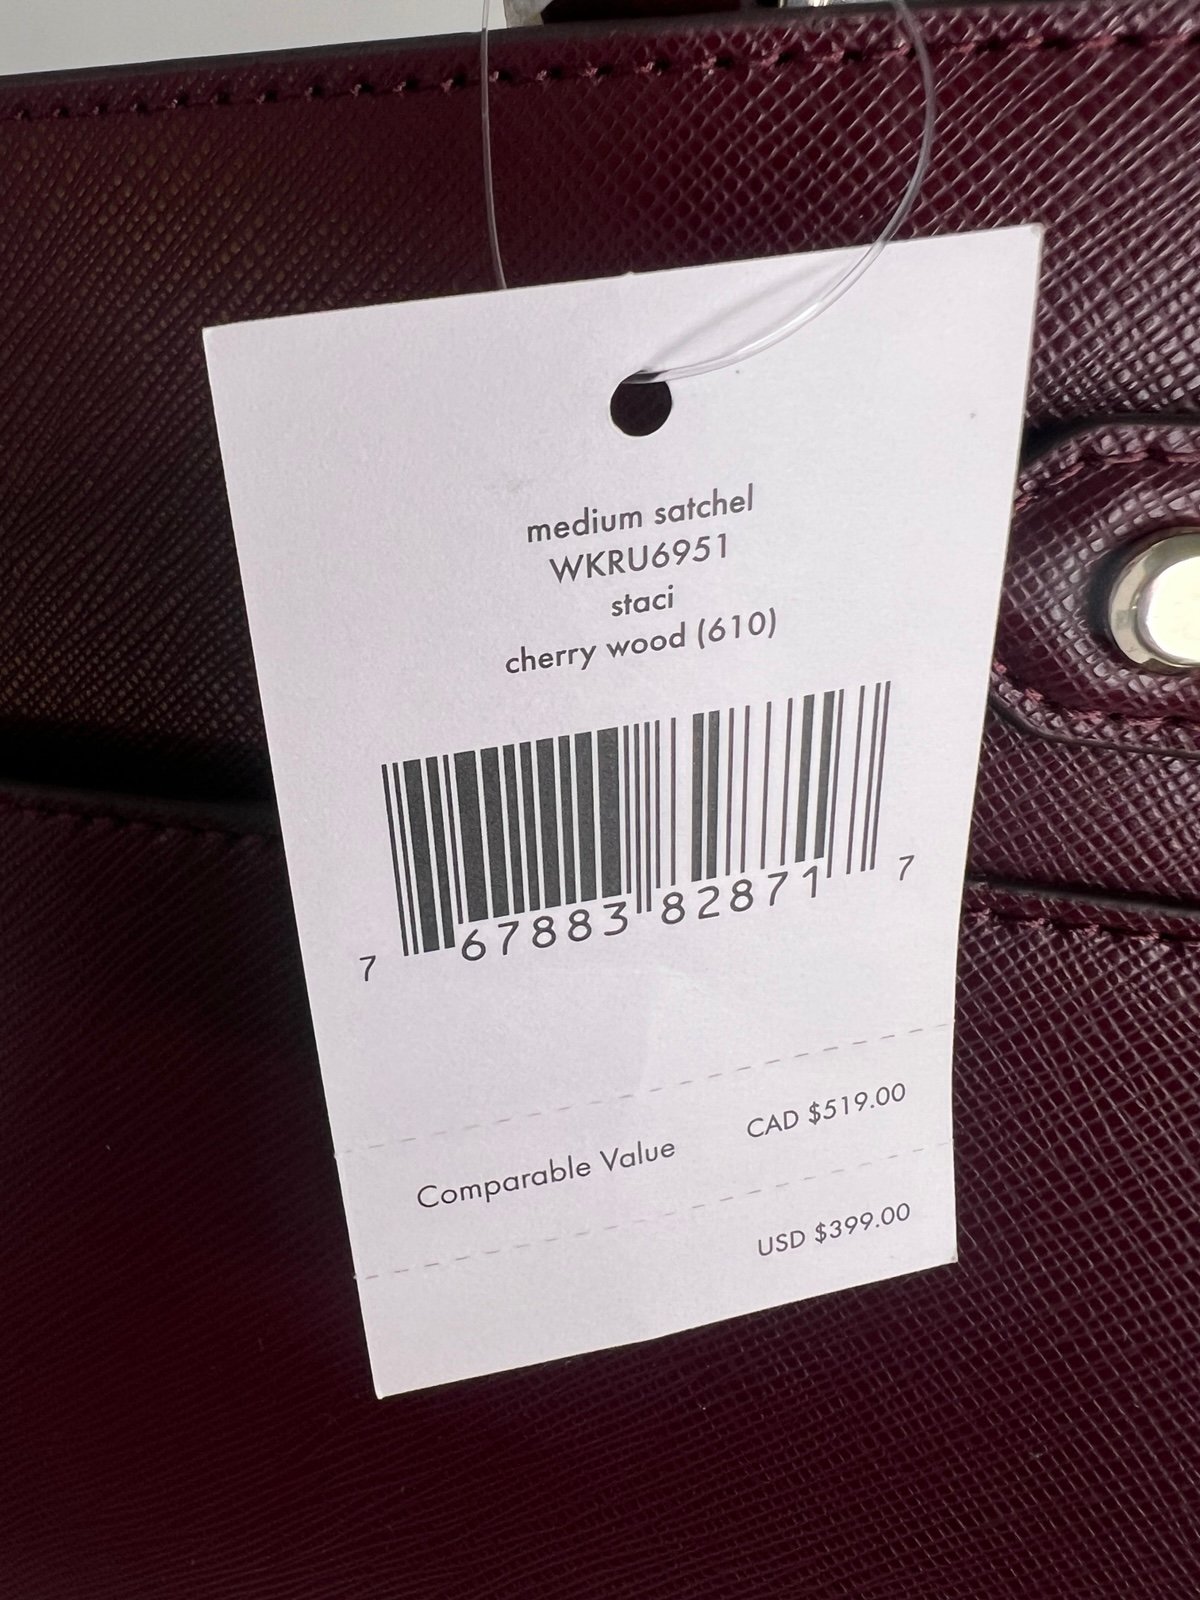 medium satchel
WKRU6951
staci
cherry wood (610)
7 67883 82871 7
Comparable Value CAD $519.00
USD $399.00